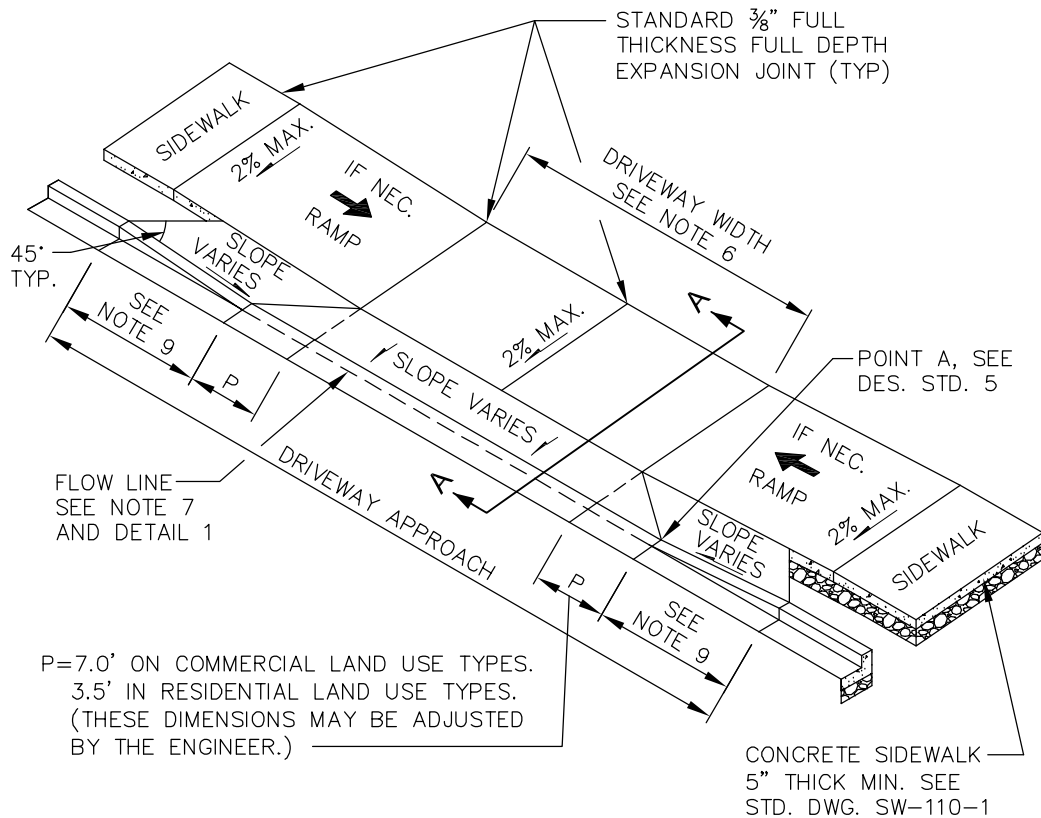 STANDARD ⅜" FULL
THICKNESS FULL DEPTH
EXPANSION JOINT (TYP)
SIDEWALK
2% MAX.
IF NEC.
RAMP
DRIVEWAY WIDTH
SEE NOTE 6
45°
TYP.
SLOPE
VARIES
A
2% MAX.
SEE
NOTE 9
P
SLOPE VARIES
POINT A, SEE
DES. STD. 5
IF NEC.
RAMP
2% MAX.
SIDEWALK
FLOW LINE
SEE NOTE 7
AND DETAIL 1
DRIVEWAY APPROACH
A
SLOPE
VARIES
P
SEE
NOTE 9
P=7.0' ON COMMERCIAL LAND USE TYPES.
3.5' IN RESIDENTIAL LAND USE TYPES.
(THESE DIMENSIONS MAY BE ADJUSTED
BY THE ENGINEER.)
CONCRETE SIDEWALK
5" THICK MIN. SEE
STD. DWG. SW-110-1